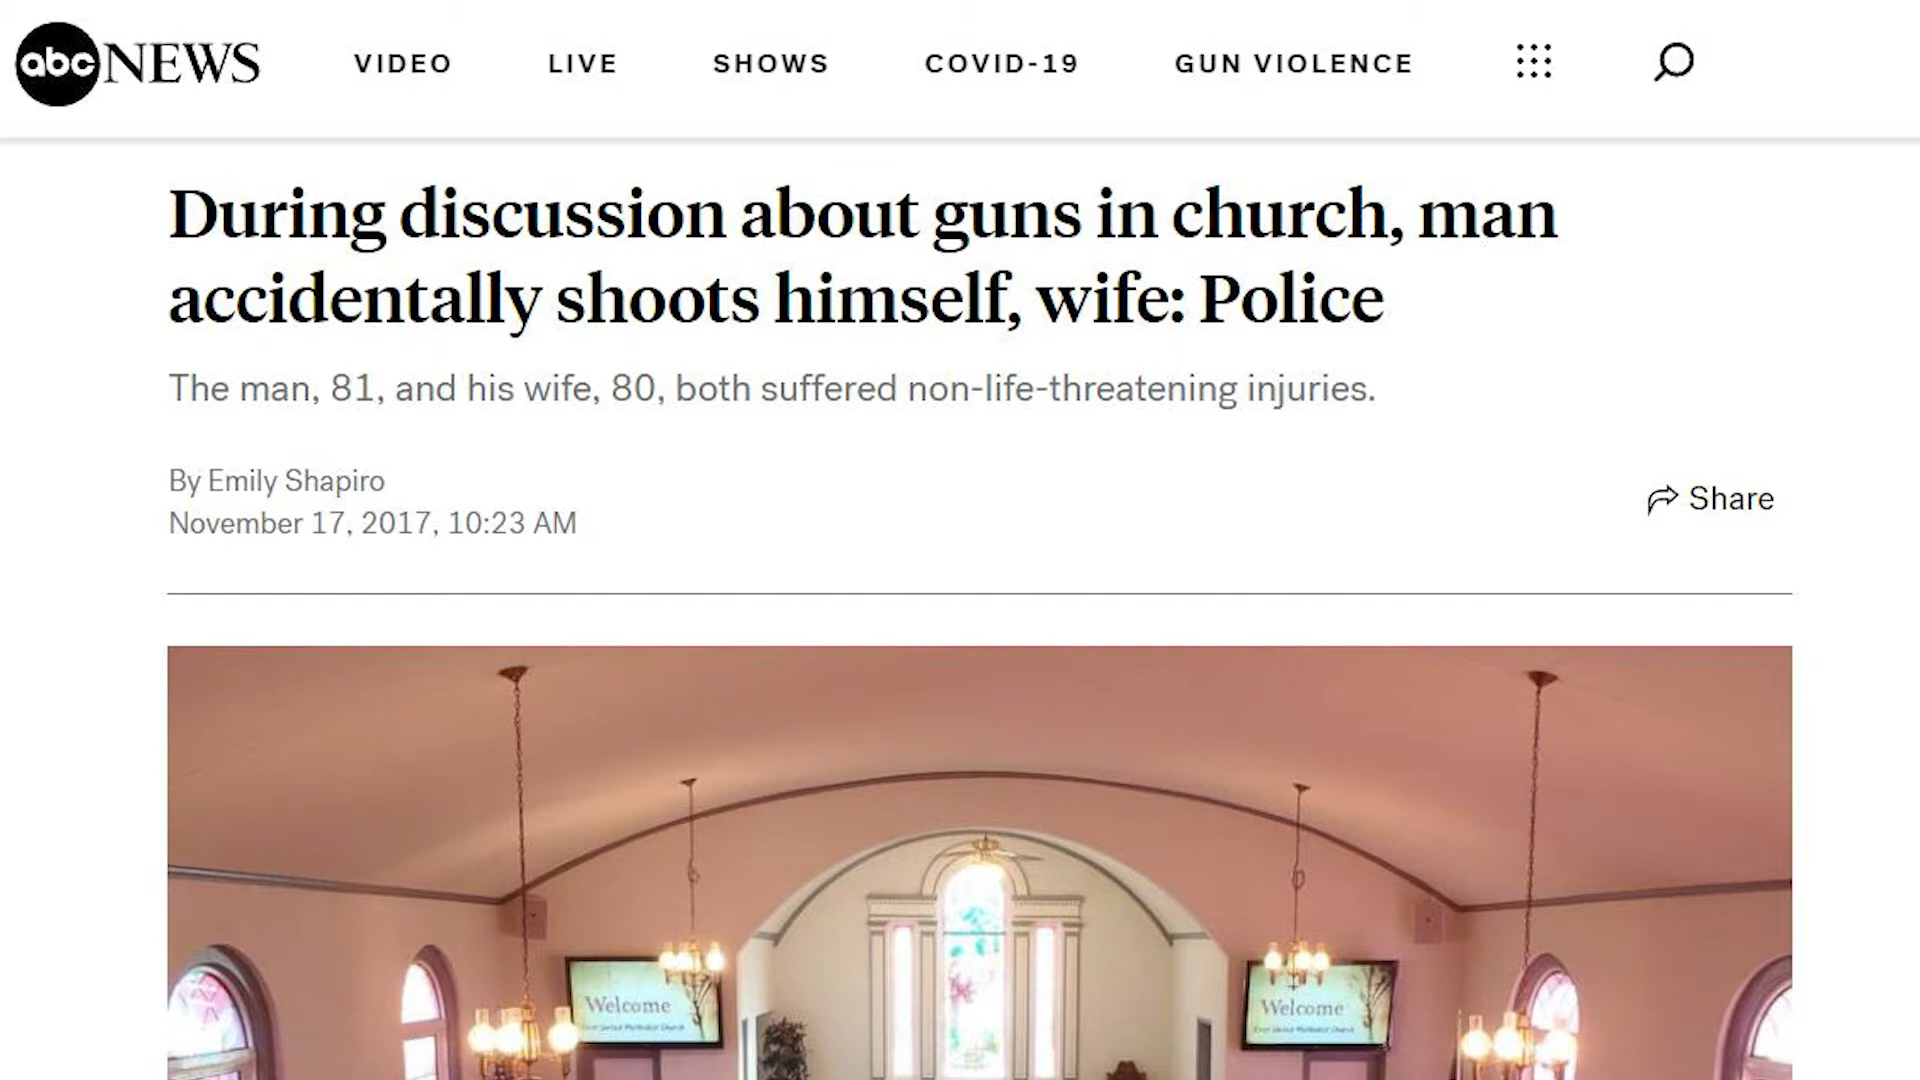 abc NEWS
VIDEO LIVE SHOWS COVID-19 GUN VIOLENCE
During discussion about guns in church, man
accidentally shoots himself, wife: Police
The man, 81, and his wife, 80, both suffered non-life-threatening injuries.
By Emily Shapiro
November 17, 2017, 10:23 AM
Share
Welcome
Welcome